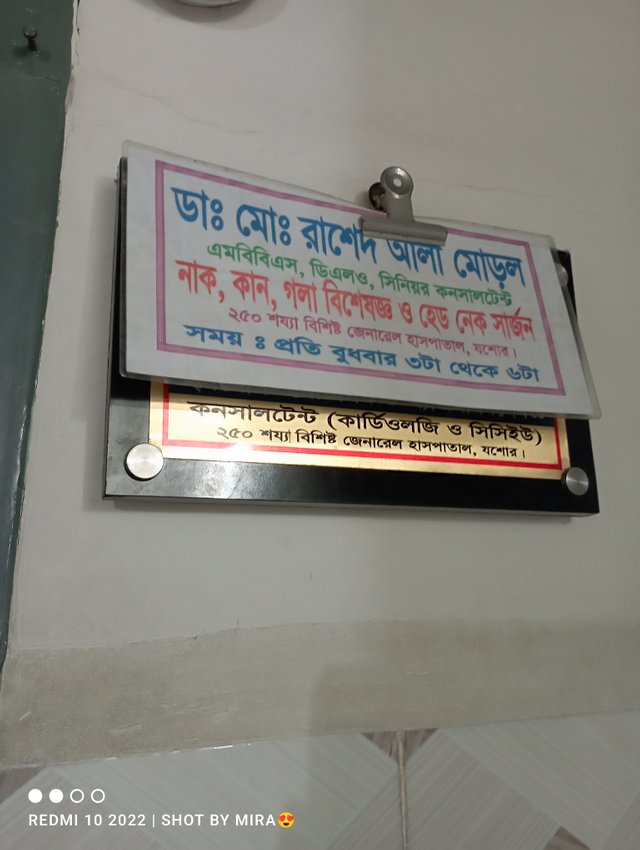 ডাঃ মোঃ রাশেদ আলী মোড়ল
এমবিবিএস, ডিএলও, সিনিয়র কনসালটেন্ট
নাক, কান, গলা বিশেষজ্ঞ ও হেড নেক সার্জন
২৫০ শয্যা বিশিষ্ট জেনারেল হাসপাতাল, যশোর।
সময় ঃ প্রতি বুধবার ৩টা থেকে ৬টা
কনসালটেন্ট (কার্ডিওলজি ও সিসিইউ)
২৫০ শয্যা বিশিষ্ট জেনারেল হাসপাতাল, যশোর।
REDMI 10 2022 | SHOT BY MIRA😍